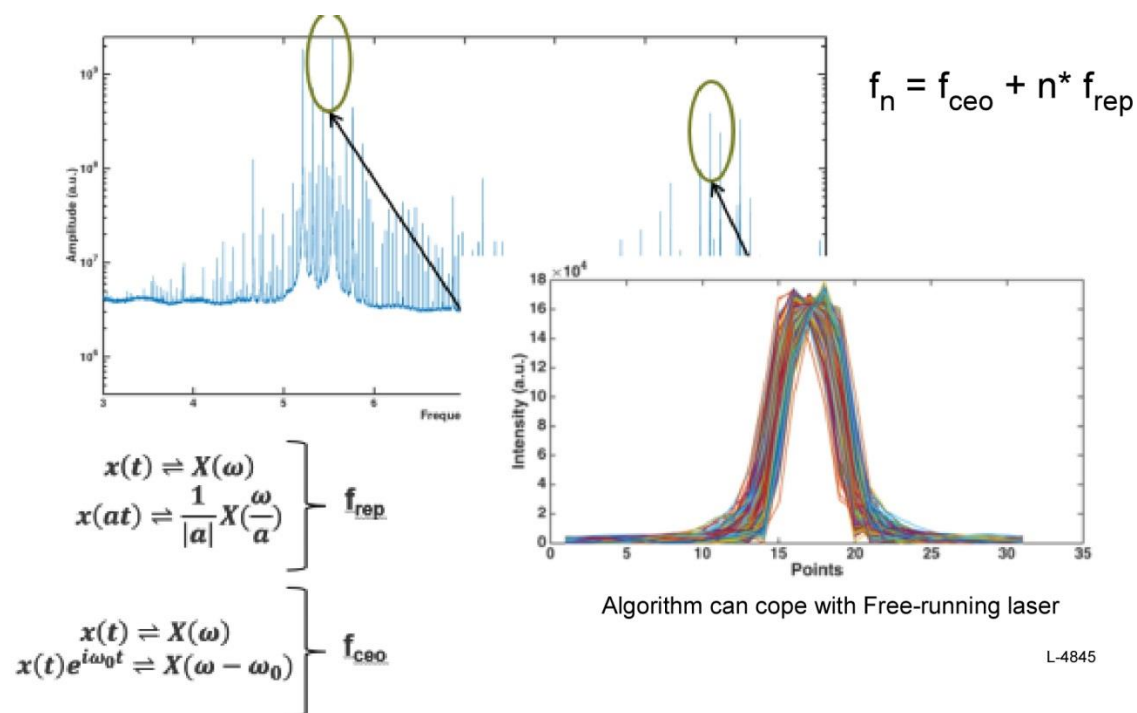 f_n = f_ceo + n* f_rep
10^9
10^8
10^7
10^6
Amplitude (a.u.)
3 4 5 6
Freque
×10^4
18
16
14
12
10
8
6
4
2
0
Intensity (a.u.)
0 5 10 15 20 25 30 35
Points
Algorithm can cope with Free-running laser
x(t) ⇌ X(ω)
x(at) ⇌ 1/|a| X(ω/a)
f_rep
x(t) ⇌ X(ω)
x(t)e^{iω_0t} ⇌ X(ω − ω_0)
f_ceo
L-4845